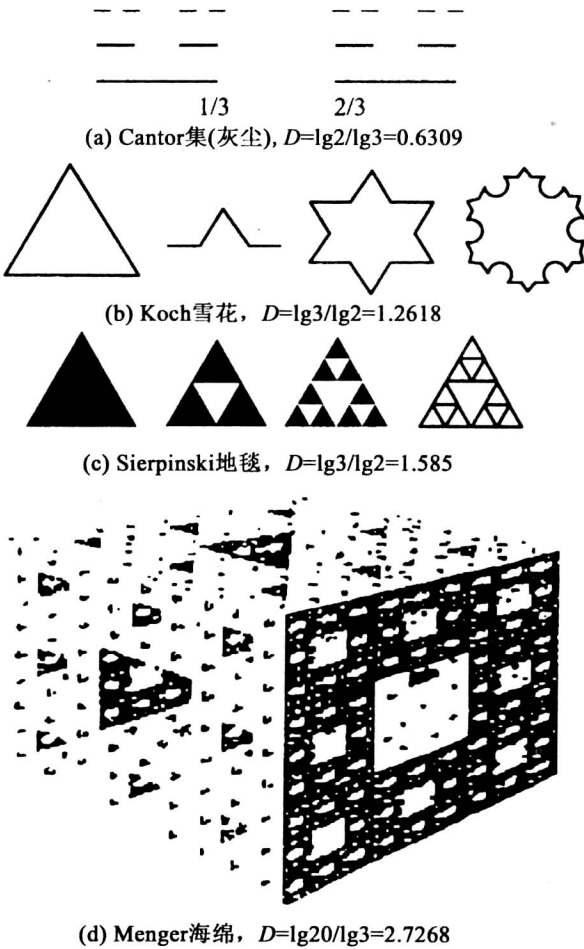 1/3 2/3
(a) Cantor集(灰尘), D=lg2/lg3=0.6309
(b) Koch雪花，D=lg3/lg2=1.2618
(c) Sierpinski地毯，D=lg3/lg2=1.585
(d) Menger海绵，D=lg20/lg3=2.7268